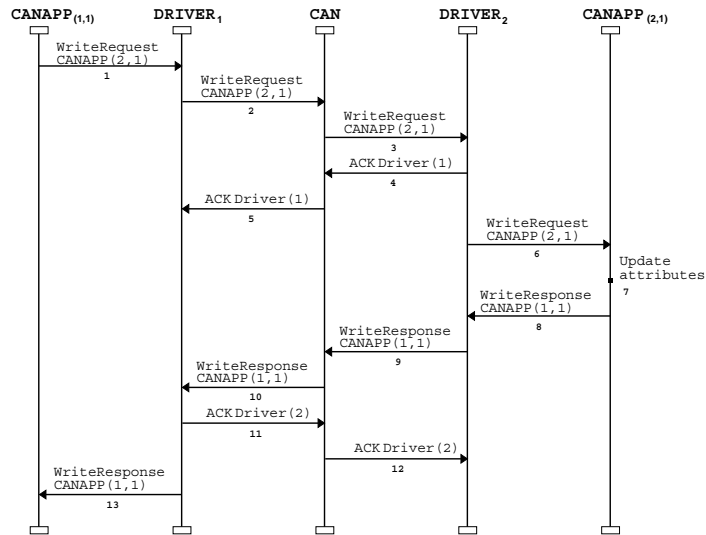 CANAPP(1,1) DRIVER1 CAN DRIVER2 CANAPP(2,1)
WriteRequest
CANAPP(2,1)
1
WriteRequest
CANAPP(2,1)
2
WriteRequest
CANAPP(2,1)
3
ACK Driver(1)
4
ACK Driver(1)
5
WriteRequest
CANAPP(2,1)
6
Update
attributes
7
WriteResponse
CANAPP(1,1)
8
WriteResponse
CANAPP(1,1)
9
WriteResponse
CANAPP(1,1)
10
ACK Driver(2)
11
ACK Driver(2)
12
WriteResponse
CANAPP(1,1)
13